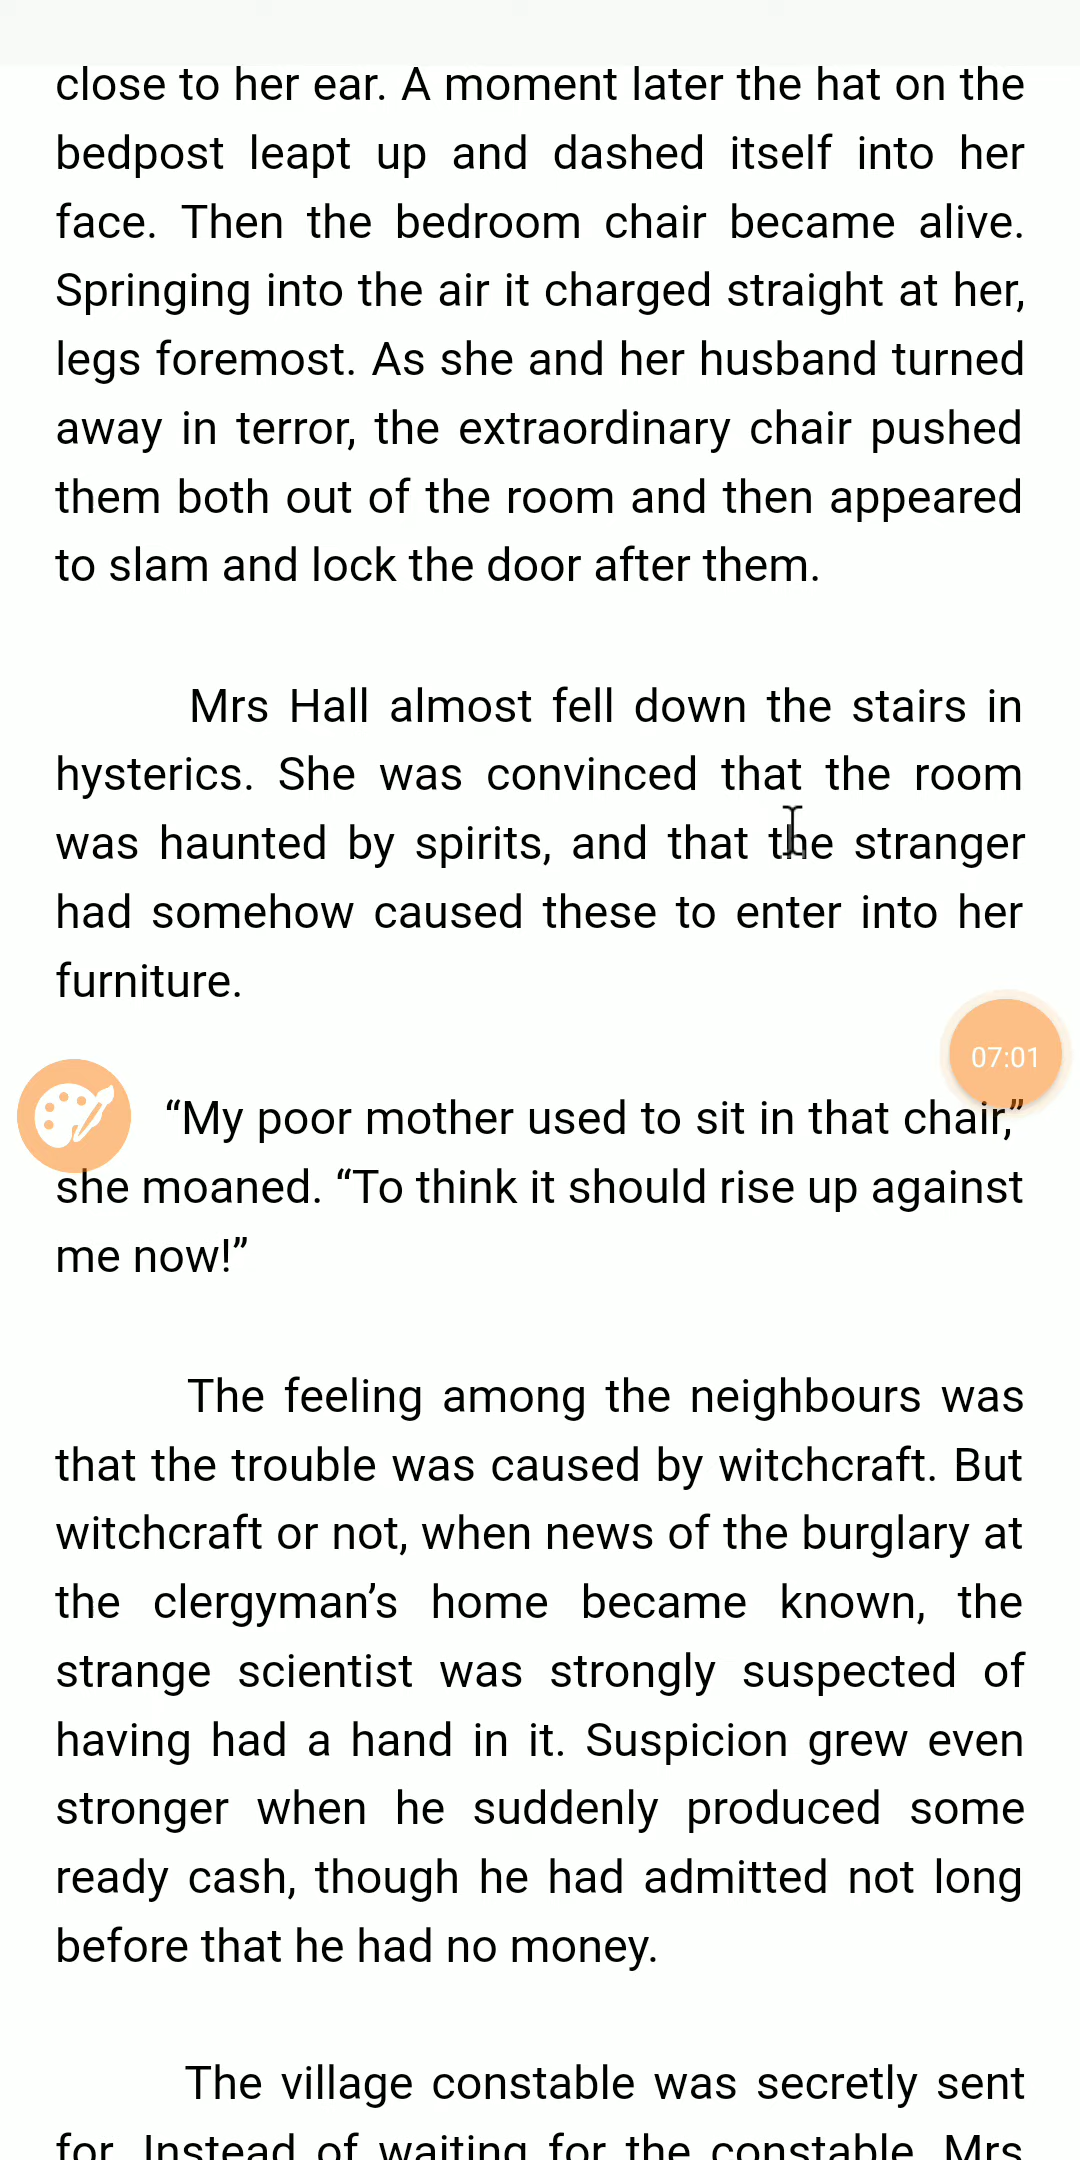 close to her ear. A moment later the hat on the
bedpost leapt up and dashed itself into her
face. Then the bedroom chair became alive.
Springing into the air it charged straight at her,
legs foremost. As she and her husband turned
away in terror, the extraordinary chair pushed
them both out of the room and then appeared
to slam and lock the door after them.
Mrs Hall almost fell down the stairs in
hysterics. She was convinced that the room
was haunted by spirits, and that the stranger
had somehow caused these to enter into her
furniture.
07:01
“My poor mother used to sit in that chair,”
she moaned. “To think it should rise up against
me now!”
The feeling among the neighbours was
that the trouble was caused by witchcraft. But
witchcraft or not, when news of the burglary at
the clergyman’s home became known, the
strange scientist was strongly suspected of
having had a hand in it. Suspicion grew even
stronger when he suddenly produced some
ready cash, though he had admitted not long
before that he had no money.
The village constable was secretly sent
for. Instead of waiting for the constable, Mrs